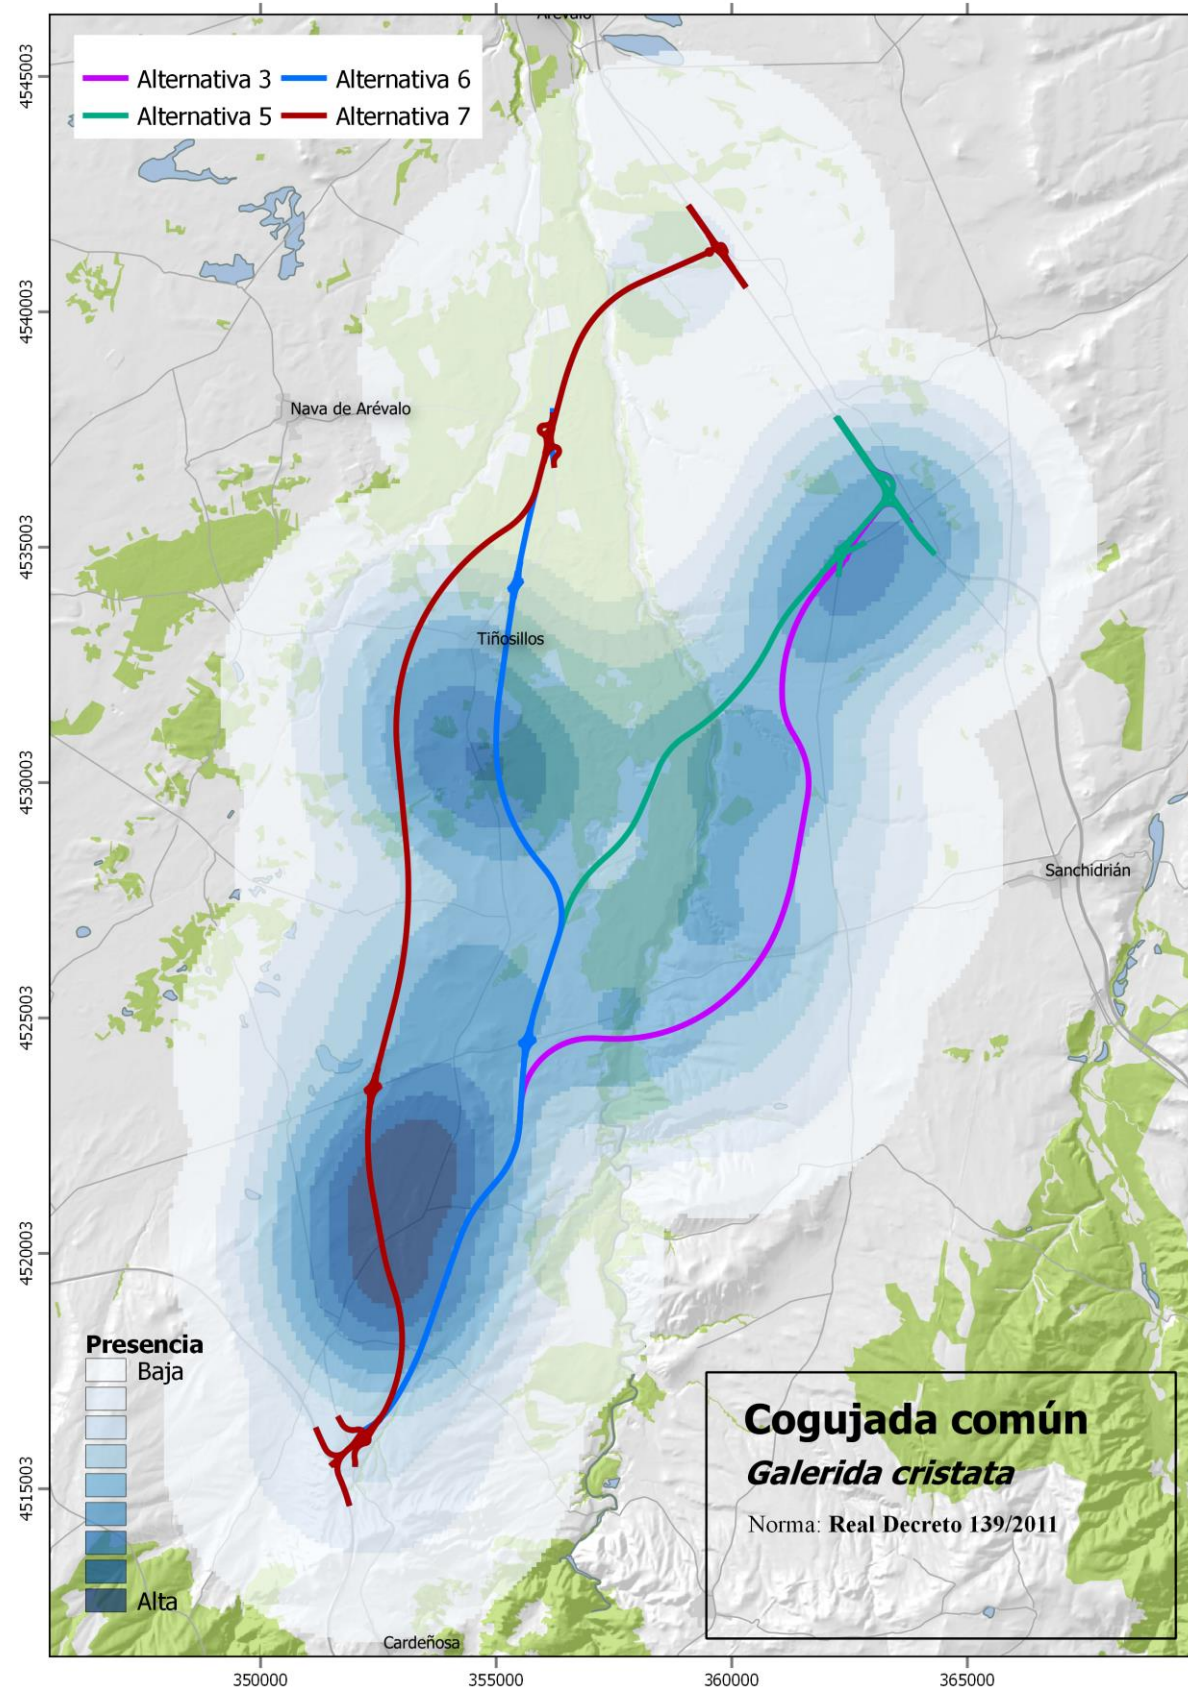 Arévalo
Alternativa 3
Alternativa 6
Alternativa 5
Alternativa 7
4545003
4540003
Nava de Arévalo
4535003
Tiñosillos
4530003
Sanchidrián
4525003
4520003
Presencia
Baja
Alta
Cogujada común
Galerida cristata
Norma: Real Decreto 139/2011
4515003
Cardeñosa
350000
355000
360000
365000